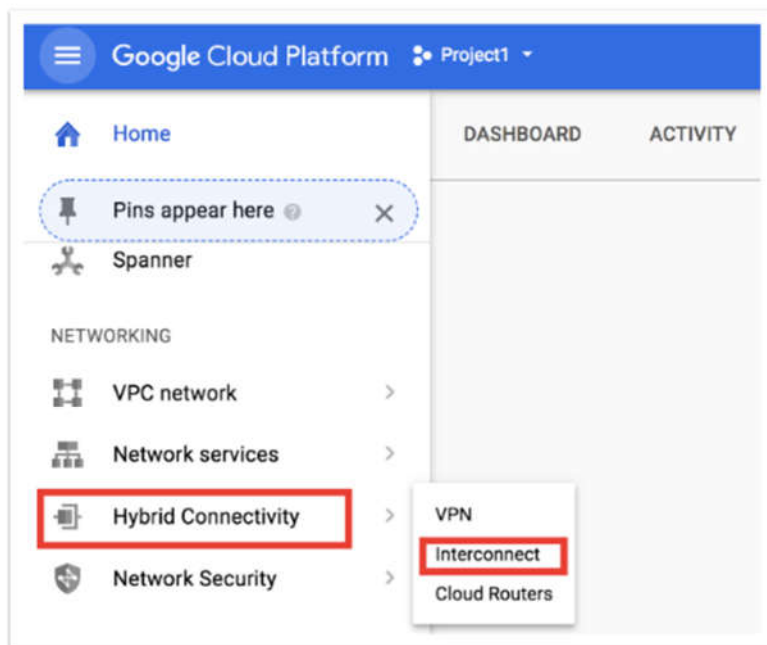 Google Cloud Platform Project1
Home
DASHBOARD ACTIVITY
Pins appear here
Spanner
NETWORKING
VPC network
Network services
Hybrid Connectivity
VPN
Interconnect
Network Security
Cloud Routers